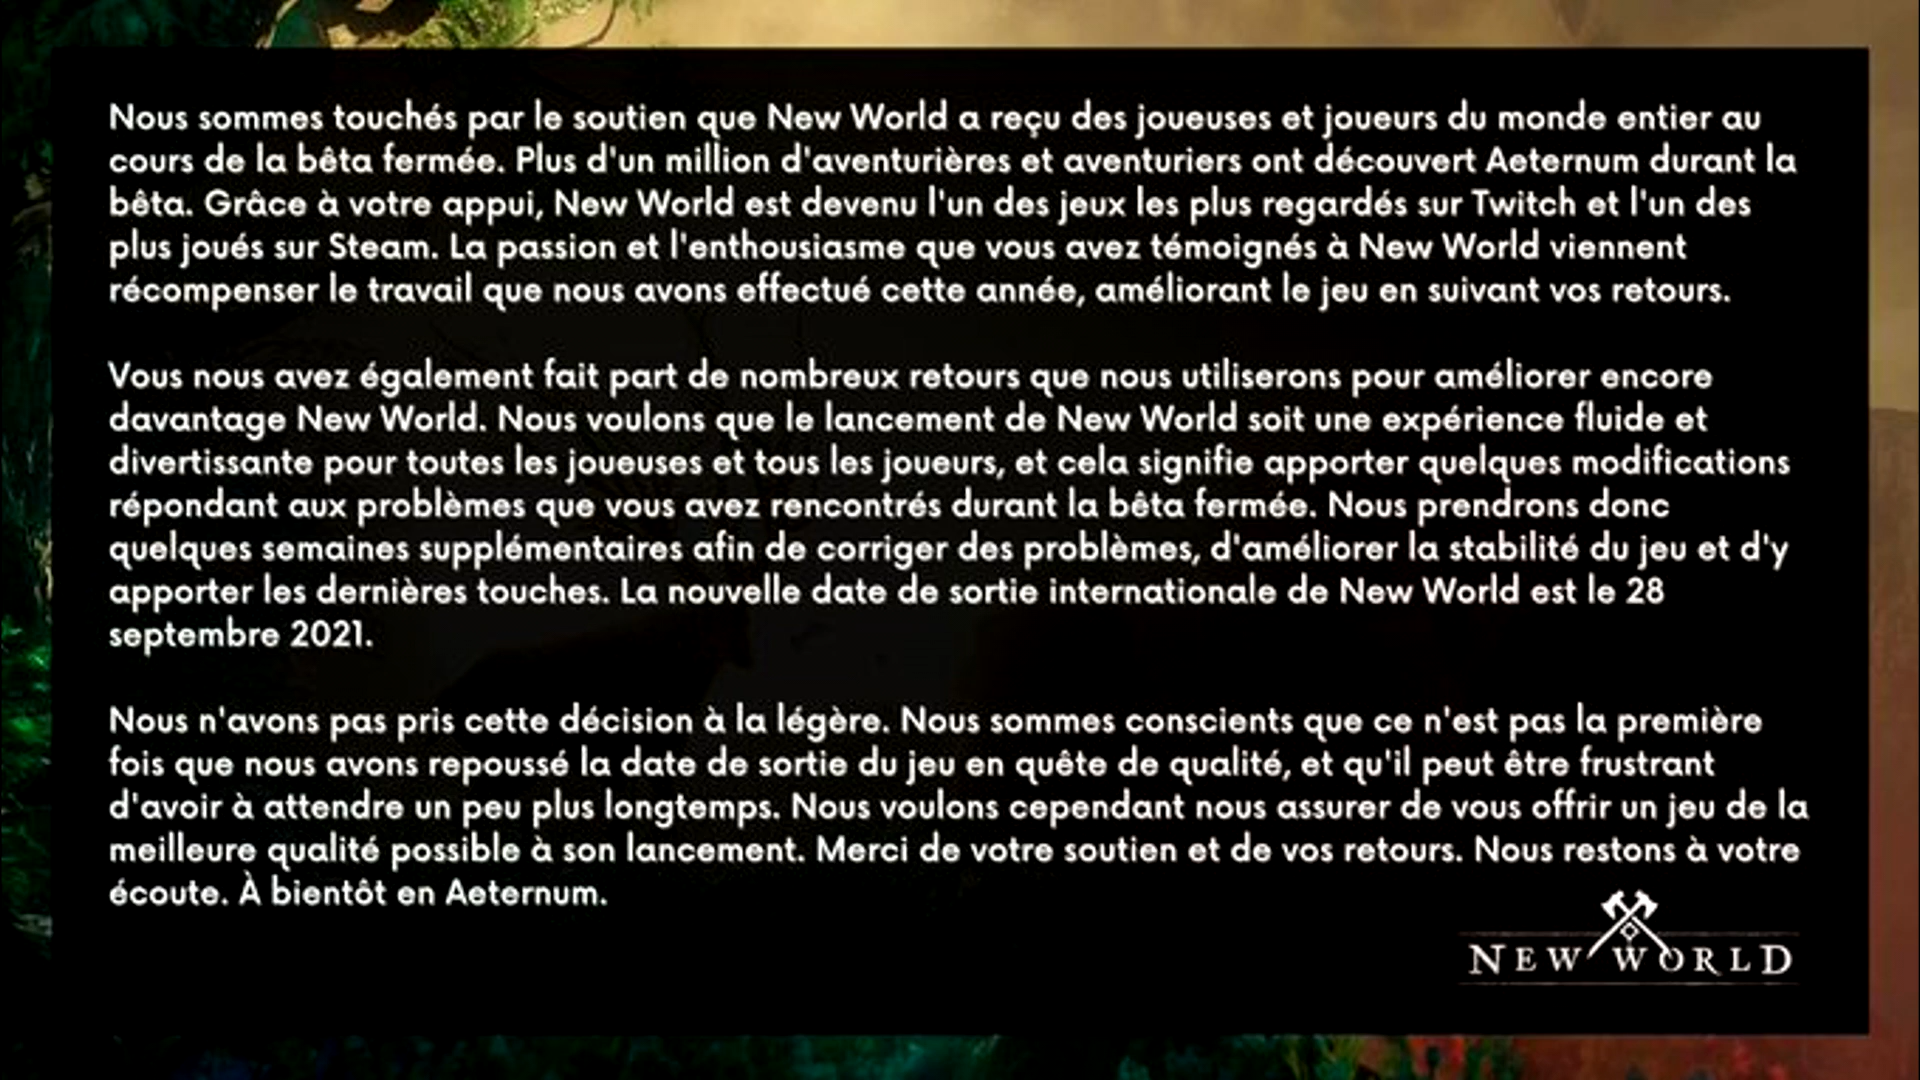 Nous sommes touchés par le soutien que New World a reçu des joueuses et joueurs du monde entier au
cours de la bêta fermée. Plus d'un million d'aventurières et aventuriers ont découvert Aeternum durant la
bêta. Grâce à votre appui, New World est devenu l'un des jeux les plus regardés sur Twitch et l'un des
plus joués sur Steam. La passion et l'enthousiasme que vous avez témoignés à New World viennent
récompenser le travail que nous avons effectué cette année, améliorant le jeu en suivant vos retours.
Vous nous avez également fait part de nombreux retours que nous utiliserons pour améliorer encore
davantage New World. Nous voulons que le lancement de New World soit une expérience fluide et
divertissante pour toutes les joueuses et tous les joueurs, et cela signifie apporter quelques modifications
répondant aux problèmes que vous avez rencontrés durant la bêta fermée. Nous prendrons donc
quelques semaines supplémentaires afin de corriger des problèmes, d'améliorer la stabilité du jeu et d'y
apporter les dernières touches. La nouvelle date de sortie internationale de New World est le 28
septembre 2021.
Nous n'avons pas pris cette décision à la légère. Nous sommes conscients que ce n'est pas la première
fois que nous avons repoussé la date de sortie du jeu en quête de qualité, et qu'il peut être frustrant
d'avoir à attendre un peu plus longtemps. Nous voulons cependant nous assurer de vous offrir un jeu de la
meilleure qualité possible à son lancement. Merci de votre soutien et de vos retours. Nous restons à votre
écoute. À bientôt en Aeternum.
NEW WORLD